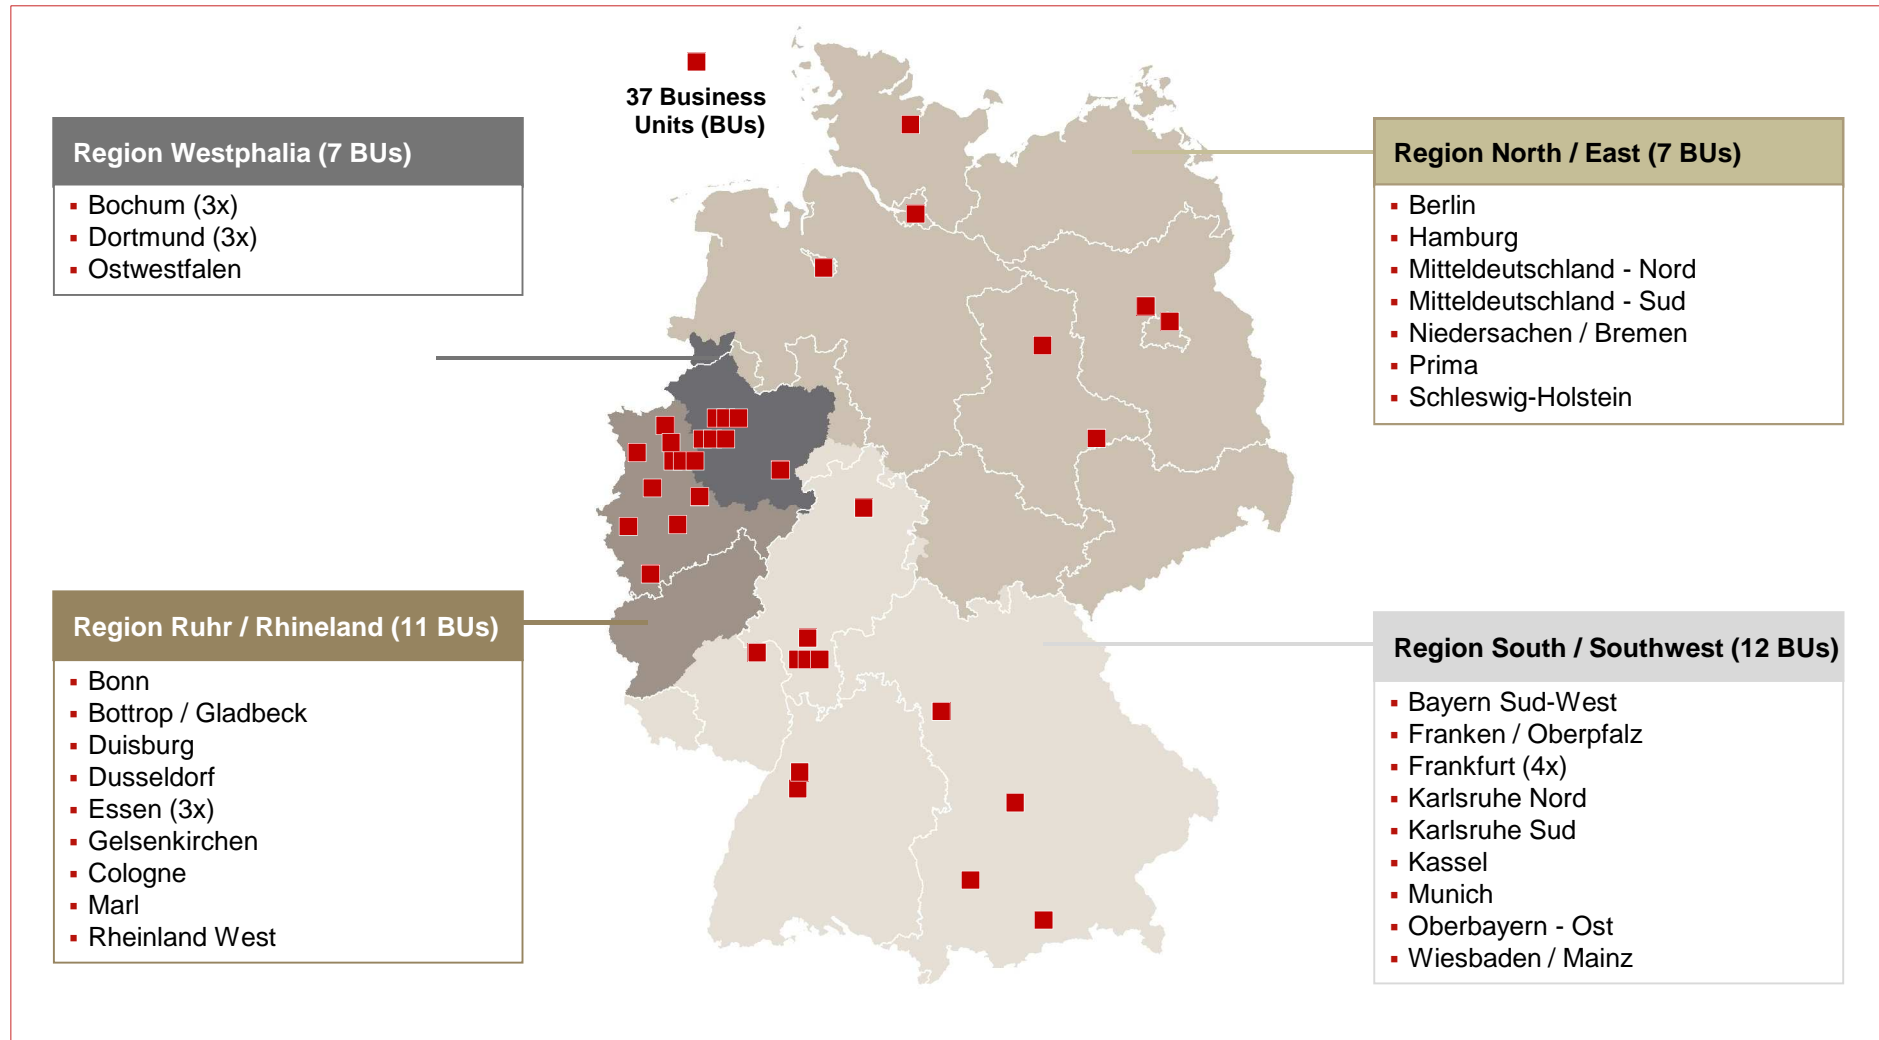 37 Business
Units (BUs)
Region Westphalia (7 BUs)
▪ Bochum (3x)
▪ Dortmund (3x)
▪ Ostwestfalen
Region North / East (7 BUs)
▪ Berlin
▪ Hamburg
▪ Mitteldeutschland - Nord
▪ Mitteldeutschland - Sud
▪ Niedersachen / Bremen
▪ Prima
▪ Schleswig-Holstein
Region Ruhr / Rhineland (11 BUs)
▪ Bonn
▪ Bottrop / Gladbeck
▪ Duisburg
▪ Dusseldorf
▪ Essen (3x)
▪ Gelsenkirchen
▪ Cologne
▪ Marl
▪ Rheinland West
Region South / Southwest (12 BUs)
▪ Bayern Sud-West
▪ Franken / Oberpfalz
▪ Frankfurt (4x)
▪ Karlsruhe Nord
▪ Karlsruhe Sud
▪ Kassel
▪ Munich
▪ Oberbayern - Ost
▪ Wiesbaden / Mainz